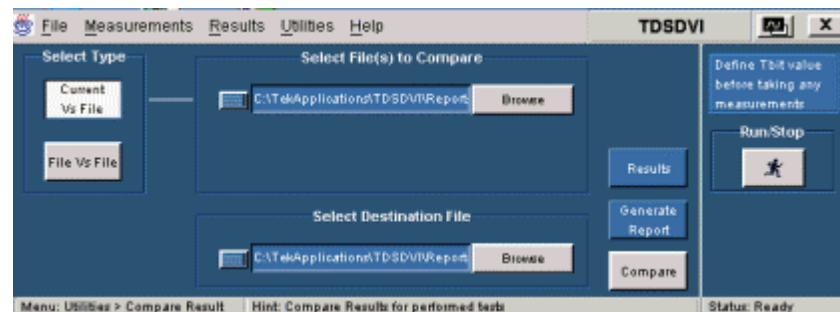 File Measurements Results Utilities Help TDSDVI X
Select Type
Current
Vs File
File Vs File
Select File(s) to Compare
C:\TekApplications\TDSDVI\Report
Browse
Select Destination File
C:\TekApplications\TDSDVI\Report
Browse
Results
Generate
Report
Compare
Define Tbit value
before taking any
measurements
Run/Stop
Menu: Utilities > Compare Result
Hint: Compare Results for performed tests
Status: Ready